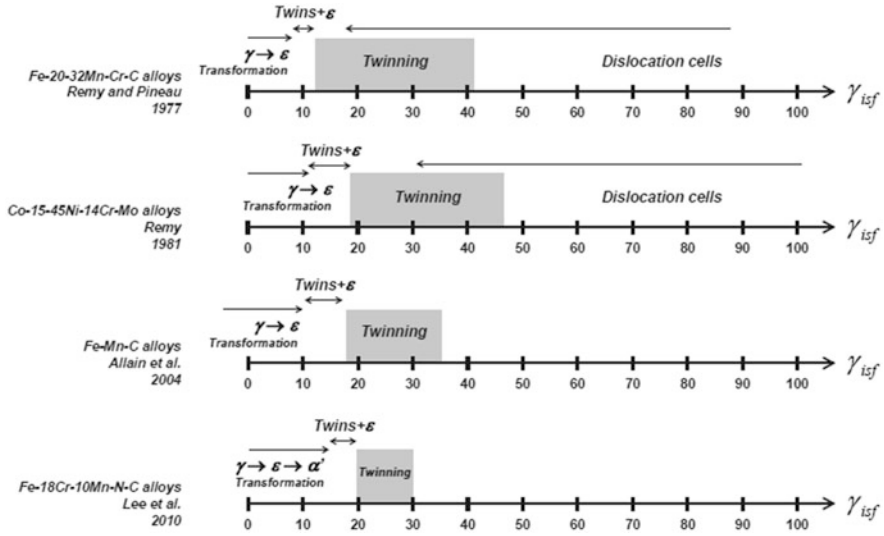 Twins+ε
γ → ε
Transformation
Twinning
Dislocation cells
Fe-20-32Mn-Cr-C alloys
Remy and Pineau
1977
0 10 20 30 40 50 60 70 80 90 100
γisf
Twins+ε
γ → ε
Transformation
Twinning
Dislocation cells
Co-15-45Ni-14Cr-Mo alloys
Remy
1981
0 10 20 30 40 50 60 70 80 90 100
γisf
Twins+ε
γ → ε
Transformation
Twinning
Fe-Mn-C alloys
Allain et al.
2004
0 10 20 30 40 50 60 70 80 90 100
γisf
Twins+ε
γ → ε → α'
Transformation
Twinning
Fe-18Cr-10Mn-N-C alloys
Lee et al.
2010
0 10 20 30 40 50 60 70 80 90 100
γisf